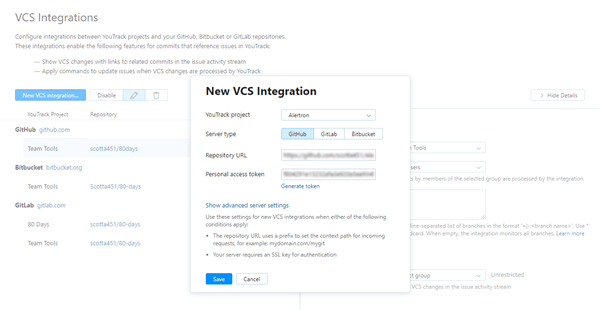 VCS Integrations
Configure integrations between YouTrack projects and your GitHub, Bitbucket or GitLab repositories.
These integrations enable the following features for commits that reference issues in YouTrack:
— Show VCS changes with links to related commits in the issue activity stream
— Apply commands to update issues when VCS changes are processed by YouTrack
New VCS integration...
Disable
Hide Details
YouTrack Project
Repository
GitHub github.com
Team Tools
scotta451/80days
Bitbucket bitbucket.org
Team Tools
Scotta451/80-days
GitLab gitlab.com
80 Days
scotta451/80-days
Team Tools
scotta451/80-days
New VCS Integration
YouTrack project
Alertron
Server type
GitHub
GitLab
Bitbucket
Repository URL
Personal access token
Generate token
Show advanced server settings
Use these settings for new VCS integrations when either of the
following conditions apply:
• The repository URL uses a prefix to set the context path for incoming
requests, for example: mydomain.com/mygit
• Your server requires an SSL key for authentication
Save
Cancel
Tools
by members of the selected group are processed by the integration
line-separated list of branches in the format '+|-:<branch name>'. Use *
When empty, the integration monitors all branches. Learn more
group
Unrestricted
VCS changes in the issue activity stream